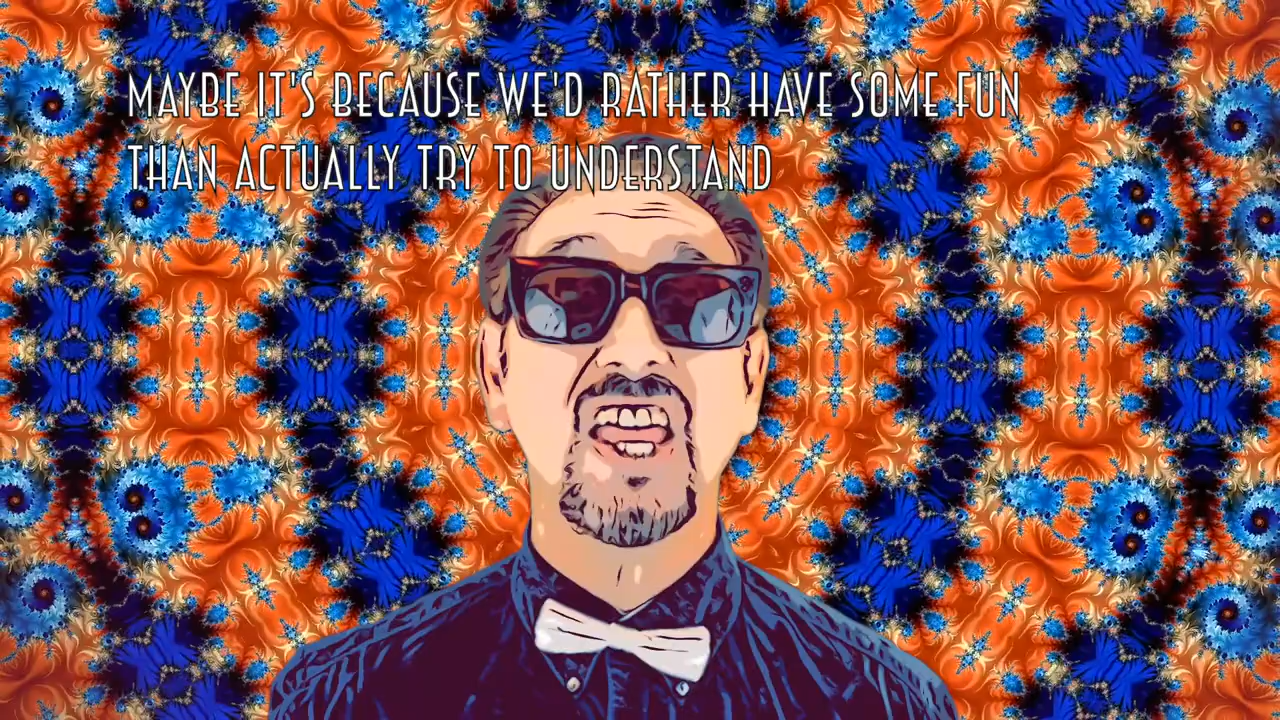 MAYBE IT'S BECAUSE WE'D RATHER HAVE SOME FUN
THAN ACTUALLY TRY TO UNDERSTAND